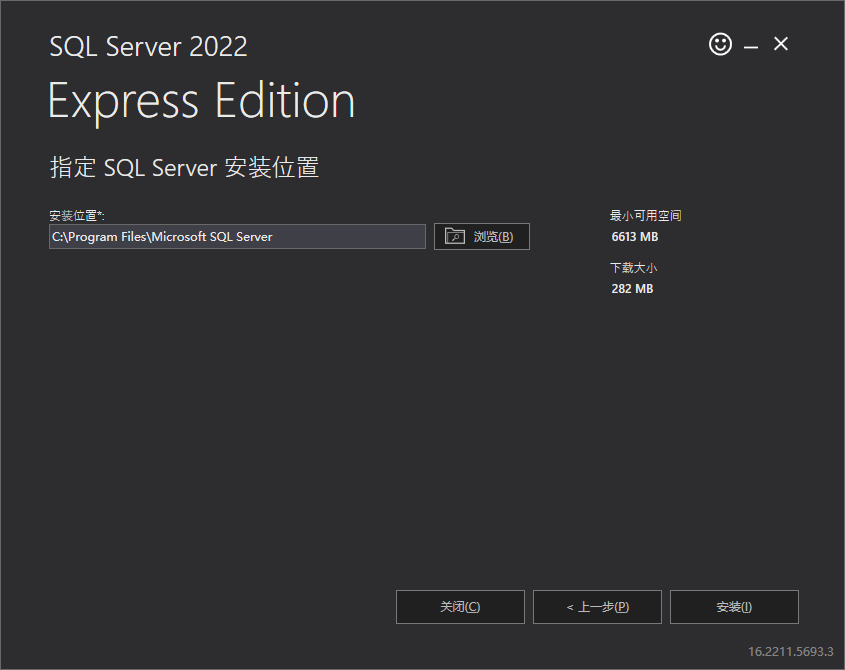 SQL Server 2022
Express Edition
指定 SQL Server 安装位置
安装位置*:
C:\Program Files\Microsoft SQL Server
浏览(B)
最小可用空间
6613 MB
下载大小
282 MB
关闭(C)
< 上一步(P)
安装(I)
16.2211.5693.3